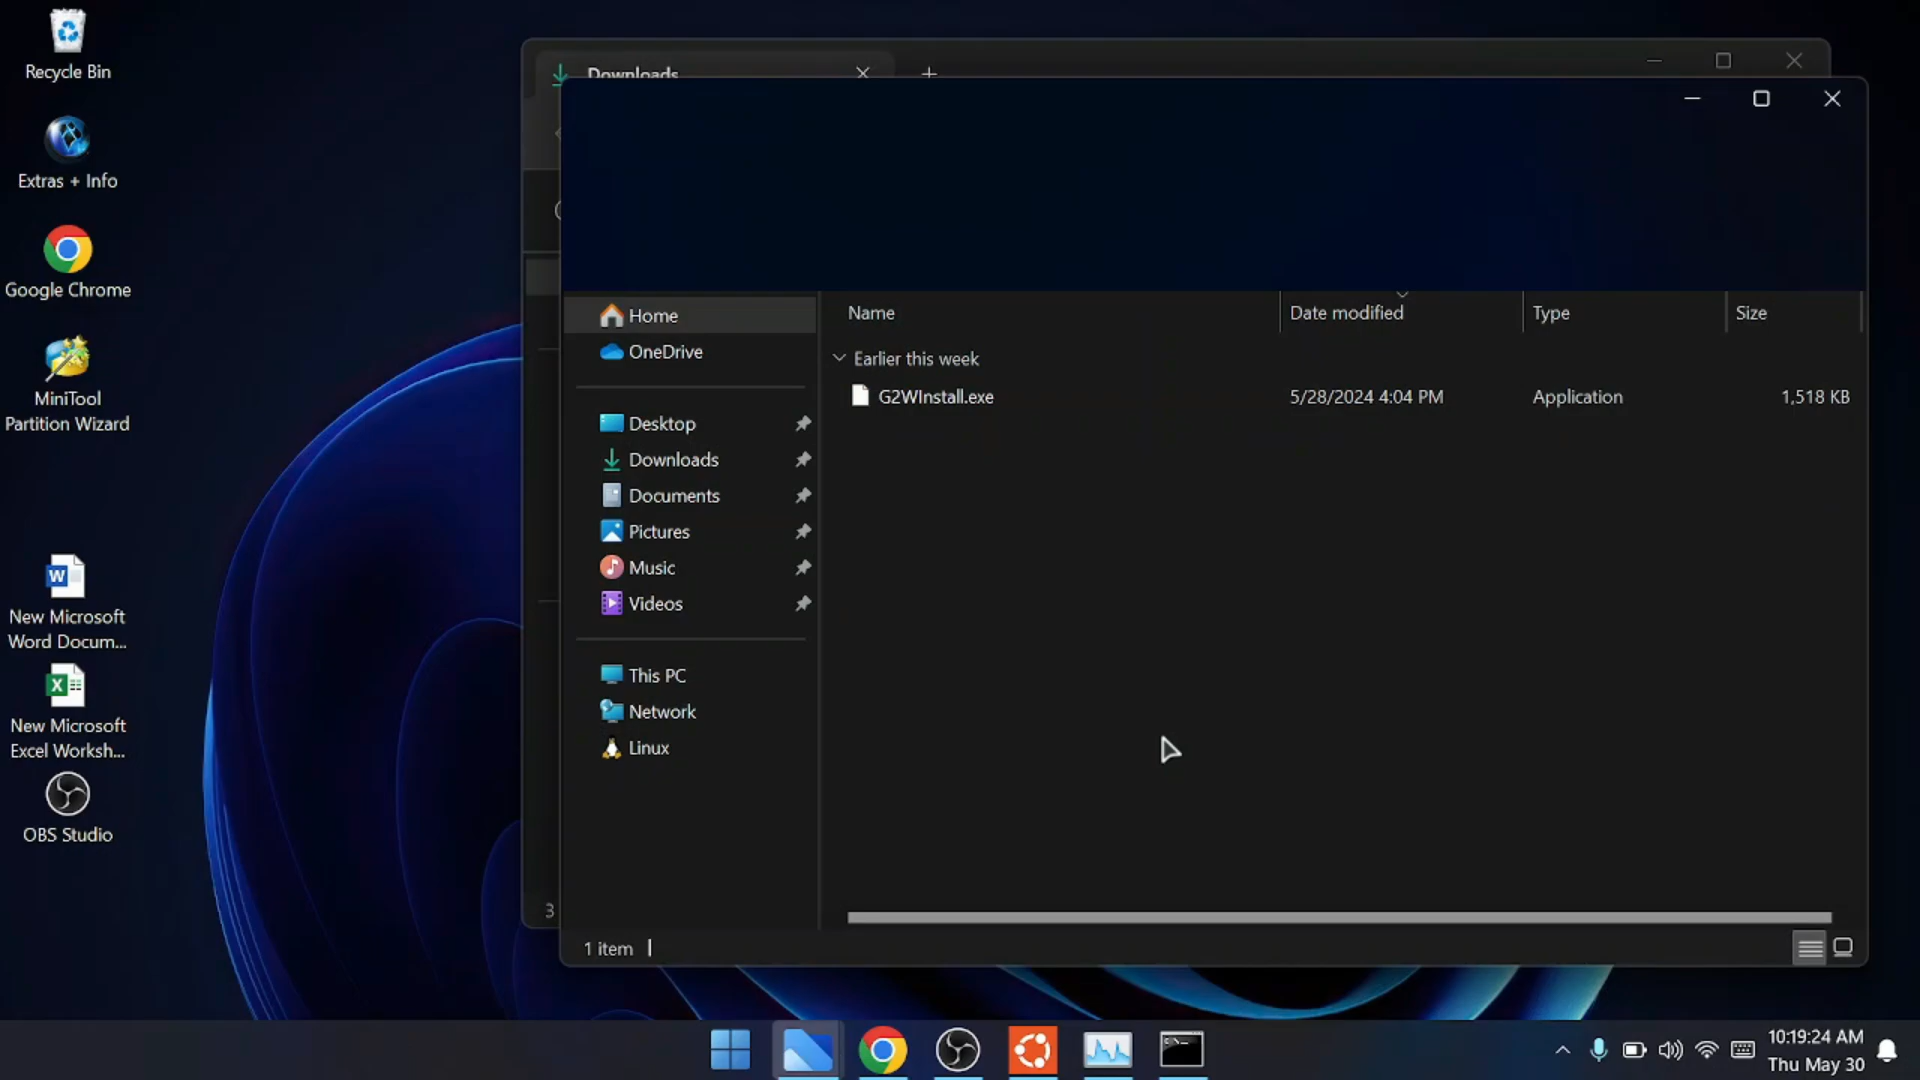 Recycle Bin
Extras + Info
Google Chrome
MiniTool
Partition Wizard
New Microsoft
Word Docum...
New Microsoft
Excel Worksh...
OBS Studio
Downloads
Home
OneDrive
Desktop
Downloads
Documents
Pictures
Music
Videos
This PC
Network
Linux
Name Date modified Type Size
Earlier this week
G2WInstall.exe 5/28/2024 4:04 PM Application 1,518 KB
3
1 item
10:19:24 AM
Thu May 30